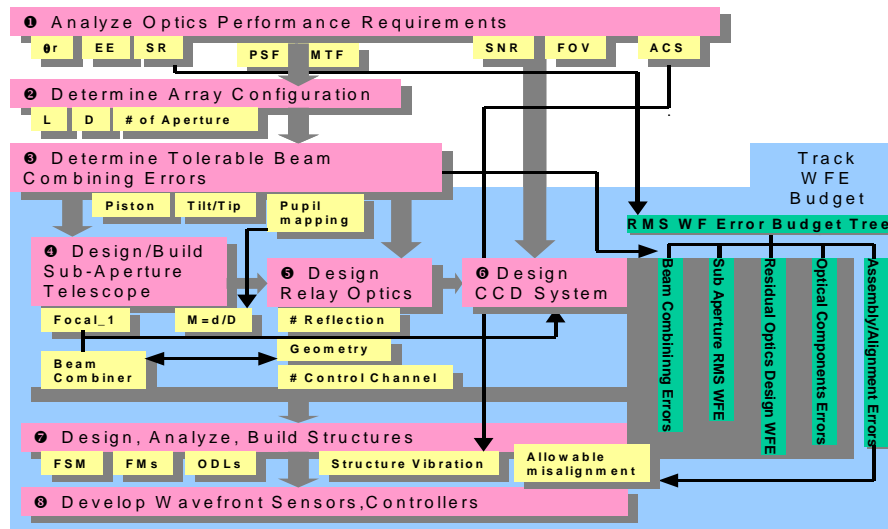 ❶ Analyze Optics Performance Requirements
θr EE SR PSF MTF SNR FOV ACS
❷ Determine Array Configuration
L D # of Aperture
❸ Determine Tolerable Beam
Combining Errors
Track
WFE
Budget
Piston Tilt/Tip Pupil
mapping
RMS WF Error Budget Tree
❹ Design/Build
Sub-Aperture
Telescope
❺ Design
Relay Optics
❻ Design
CCD System
Focal_1 M=d/D # Reflection
Beam
Combiner
Geometry
# Control Channel
Beam Combininng Errors
Sub Aperture RMS WFE
Residual Optics Design WFE
Optical Components Errors
Assembly/Alignment Errors
❼ Design, Analyze, Build Structures
FSM FMs ODLs Structure Vibration Allowable
misalignment
❽ Develop Wavefront Sensors,Controllers